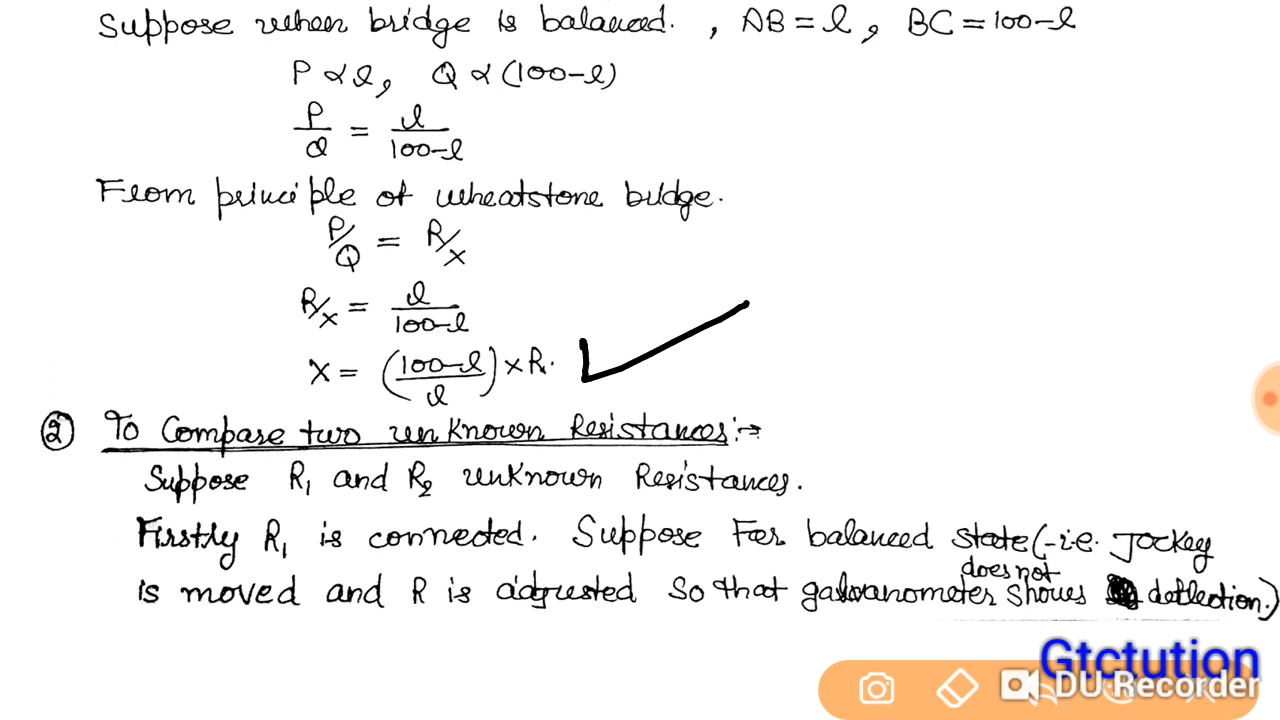 Suppose when bridge is balanced. , AB = l, BC = 100-l
P ∝ l, Q ∝ (100-l)
P/Q = l/100-l
From principle of wheatstone bridge.
P/Q = R/X
R/X = l/100-l
X = (100-l/l) × R.
② To Compare two unknown Resistances:→
Suppose R₁ and R₂ unknown Resistances.
Firstly R₁ is connected. Suppose For balanced state (-i.e. Jockey
is moved and R is adjusted so that galvanometer does not shows deflection.)
Gtctution
DU Recorder